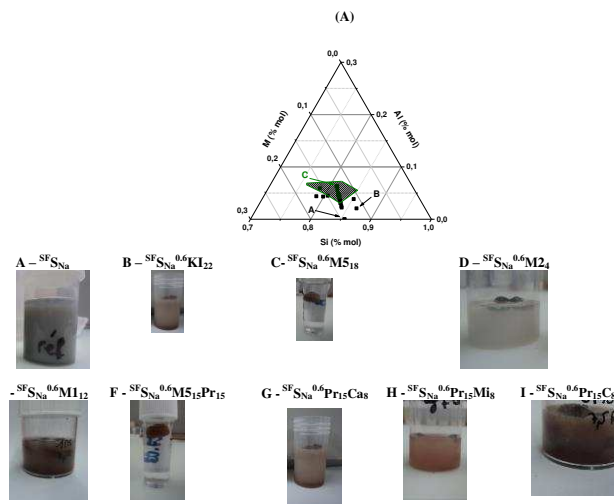 (A)
0,0
0,3
M (% mol)
Al (% mol)
0,1
0,2
0,2
0,1
C
B
A
0,3
0,0
0,7
0,8
0,9
1,0
Si (% mol)
A – SFSNa
B – SFSNa0.6KI22
C- SFSNa0.6M518
D – SFSNa0.6M24
réf
- SFSNa0.6M112
F - SFSNa0.6M515Pr15
G - SFSNa0.6Pr15Ca8
H - SFSNa0.6Pr15Mi8
I - SFSNa0.6Pr15C8